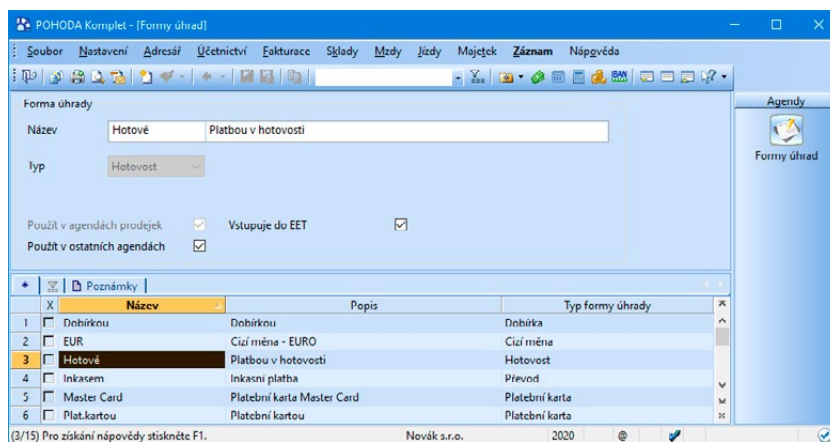 POHODA Komplet - [Formy úhrad]
Soubor Nastavení Adresář Účetnictví Fakturace Sklady Mzdy Jízdy Majetek Záznam Nápověda
IBAN
Agendy
Formy úhrad
Forma úhrady
Název Hotově Platbou v hotovosti
Typ Hotovost
Použít v agendách prodejek Vstupuje do EET
Použít v ostatních agendách
* Poznámky
X Název Popis Typ formy úhrady
1 Dobírkou Dobírkou Dobírka
2 EUR Cizí měna - EURO Cizí měna
3 Hotově Platbou v hotovosti Hotovost
4 Inkasem Inkasní platba Převod
5 Master Card Platební karta Master Card Platební karta
6 Plat.kartou Platební kartou Platební karta
(3/15) Pro získání nápovědy stiskněte F1. Novák s.r.o. 2020 @